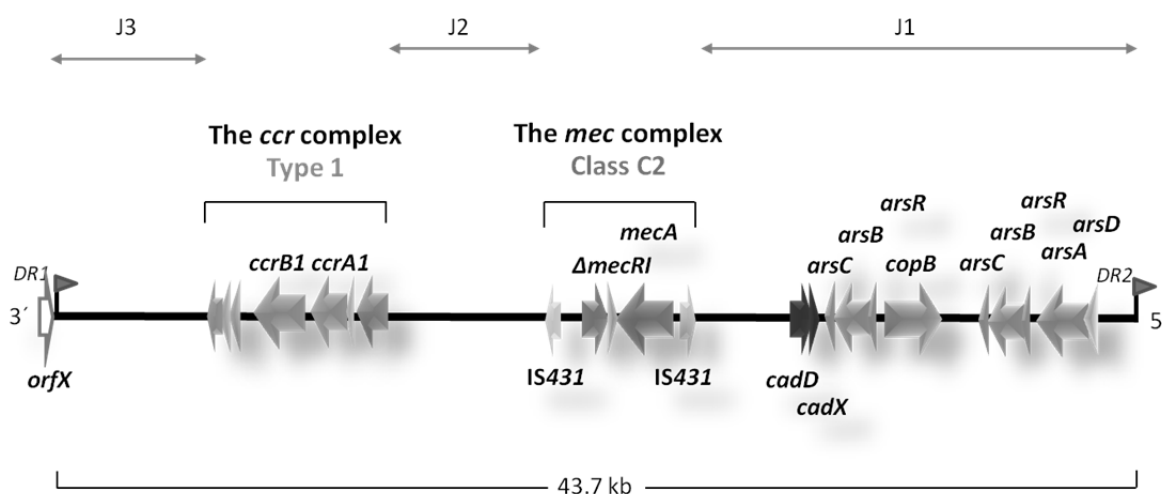 J3
J2
J1
The ccr complex
Type 1
The mec complex
Class C2
arsR
arsR
mecA
arsB
arsB
arsD
ccrB1
ccrA1
ΔmecRI
arsC
copB
arsC
arsA
DR1
DR2
3´
5
orfX
IS431
IS431
cadD
cadX
43.7 kb